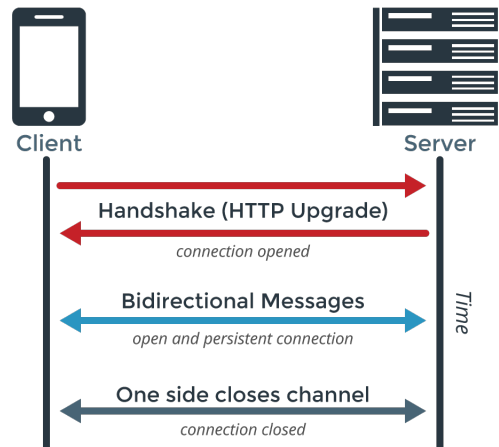 Client
Server
Handshake (HTTP Upgrade)
connection opened
Bidirectional Messages
open and persistent connection
Time
One side closes channel
connection closed